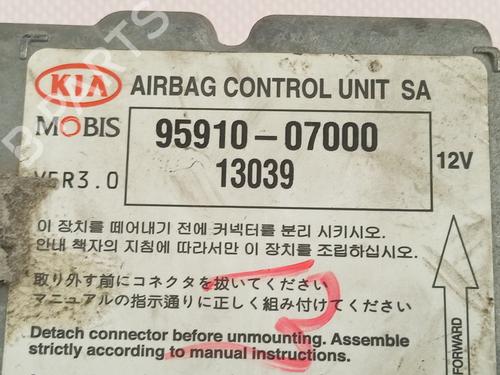 KIA AIRBAG CONTROL UNIT SA
MOBIS 95910-07000
VER3.0 13039 12V
이 장치를 떼어내기 전에 커넥터를 분리 시키시오.
안내 책자의 지침에 따라서만 이 장치를 조립하십시오.
取り外す前にコネクタを抜いてください
マニュアルの指示通りに正しく組み付けてください
Detach connector before unmounting. Assemble
strictly according to manual instructions.
FORWARD